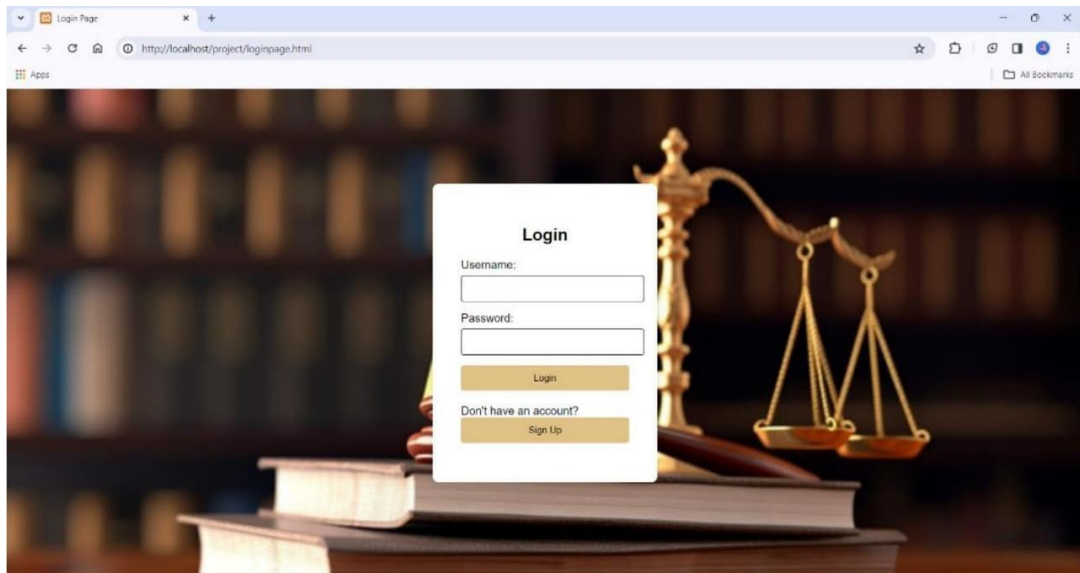 Login Page
http://localhost/project/loginpage.html
Apps
All Bookmarks
Login
Username:
Password:
Login
Don't have an account?
Sign Up